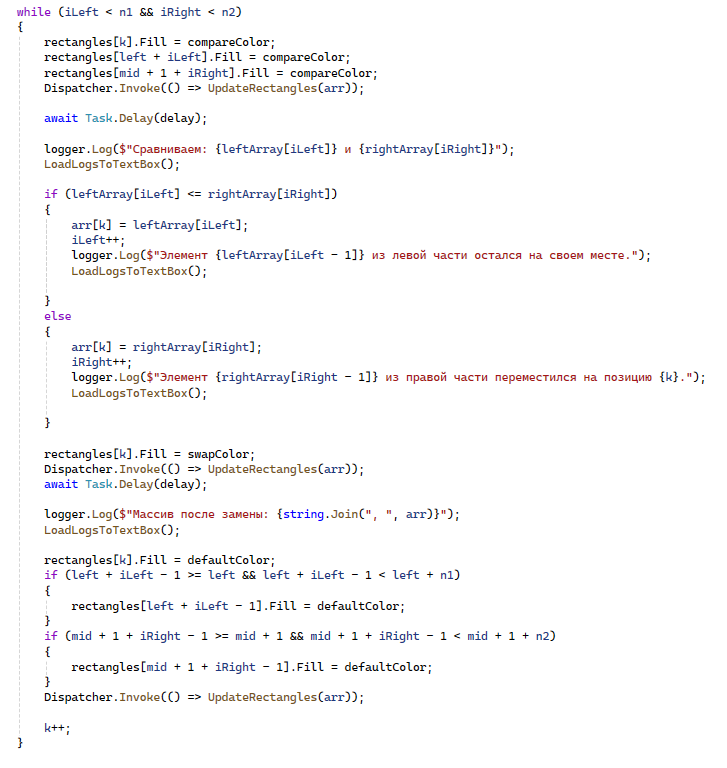 while (iLeft < n1 && iRight < n2)
{
    rectangles[k].Fill = compareColor;
    rectangles[left + iLeft].Fill = compareColor;
    rectangles[mid + 1 + iRight].Fill = compareColor;
    Dispatcher.Invoke(() => UpdateRectangles(arr));

    await Task.Delay(delay);

    logger.Log($"Сравниваем: {leftArray[iLeft]} и {rightArray[iRight]}");
    LoadLogsToTextBox();

    if (leftArray[iLeft] <= rightArray[iRight])
    {
        arr[k] = leftArray[iLeft];
        iLeft++;
        logger.Log($"Элемент {leftArray[iLeft - 1]} из левой части остался на своем месте.");
        LoadLogsToTextBox();

    }
    else
    {
        arr[k] = rightArray[iRight];
        iRight++;
        logger.Log($"Элемент {rightArray[iRight - 1]} из правой части переместился на позицию {k}.");
        LoadLogsToTextBox();

    }

    rectangles[k].Fill = swapColor;
    Dispatcher.Invoke(() => UpdateRectangles(arr));
    await Task.Delay(delay);

    logger.Log($"Массив после замены: {string.Join(", ", arr)}");
    LoadLogsToTextBox();

    rectangles[k].Fill = defaultColor;
    if (left + iLeft - 1 >= left && left + iLeft - 1 < left + n1)
    {
        rectangles[left + iLeft - 1].Fill = defaultColor;
    }
    if (mid + 1 + iRight - 1 >= mid + 1 && mid + 1 + iRight - 1 < mid + 1 + n2)
    {
        rectangles[mid + 1 + iRight - 1].Fill = defaultColor;
    }
    Dispatcher.Invoke(() => UpdateRectangles(arr));

    k++;
}